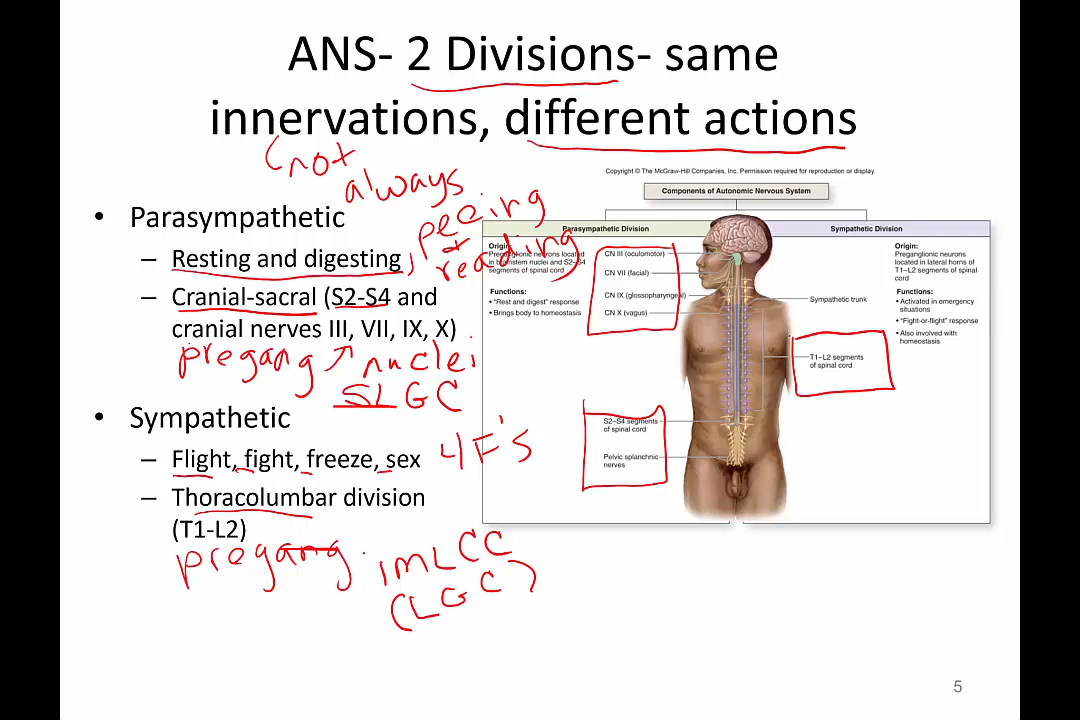 ANS- 2 Divisions- same
innervations, different actions
(not
always
Copyright © The McGraw-Hill Companies, Inc. Permission required for reproduction or display.
Components of Autonomic Nervous System
• Parasympathetic
– Resting and digesting, peeing
+ reading
– Cranial-sacral (S2-S4 and
cranial nerves III, VII, IX, X)
pregang ↗ nuclei
SLGC
• Sympathetic
– Flight, fight, freeze, sex
4 F's
– Thoracolumbar division
(T1-L2)
pregang. IMLCC
(LGC)
Parasympathetic Division
Origin:
Preganglionic neurons located
in brainstem nuclei and S2–S4
segments of spinal cord
Functions:
• "Rest and digest" response
• Brings body to homeostasis
CN III (oculomotor)
CN VII (facial)
CN IX (glossopharyngeal)
CN X (vagus)
S2–S4 segments
of spinal cord
Pelvic splanchnic
nerves
Sympathetic Division
Sympathetic trunk
T1–L2 segments
of spinal cord
Origin:
Preganglionic neurons
located in lateral horns of
T1–L2 segments of spinal
cord
Functions:
• Activated in emergency
situations
• "Fight-or-flight" response
• Also involved with
homeostasis
5